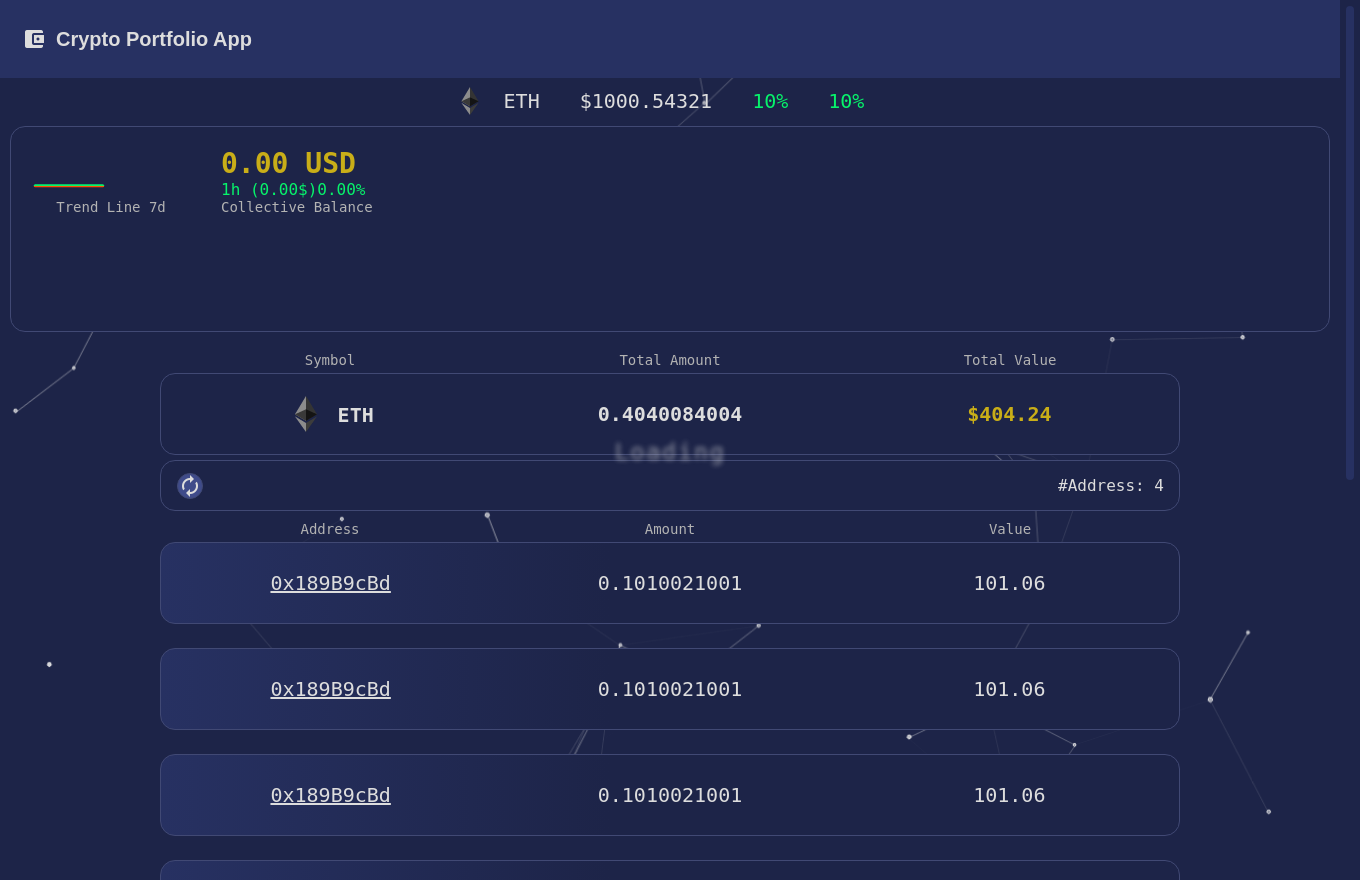 Crypto Portfolio App
ETH $1000.54321 10% 10%
0.00 USD
1h (0.00$)0.00%
Trend Line 7d Collective Balance
Symbol Total Amount Total Value
ETH 0.4040084004 $404.24
Loading
#Address: 4
Address Amount Value
0x189B9cBd 0.1010021001 101.06
0x189B9cBd 0.1010021001 101.06
0x189B9cBd 0.1010021001 101.06